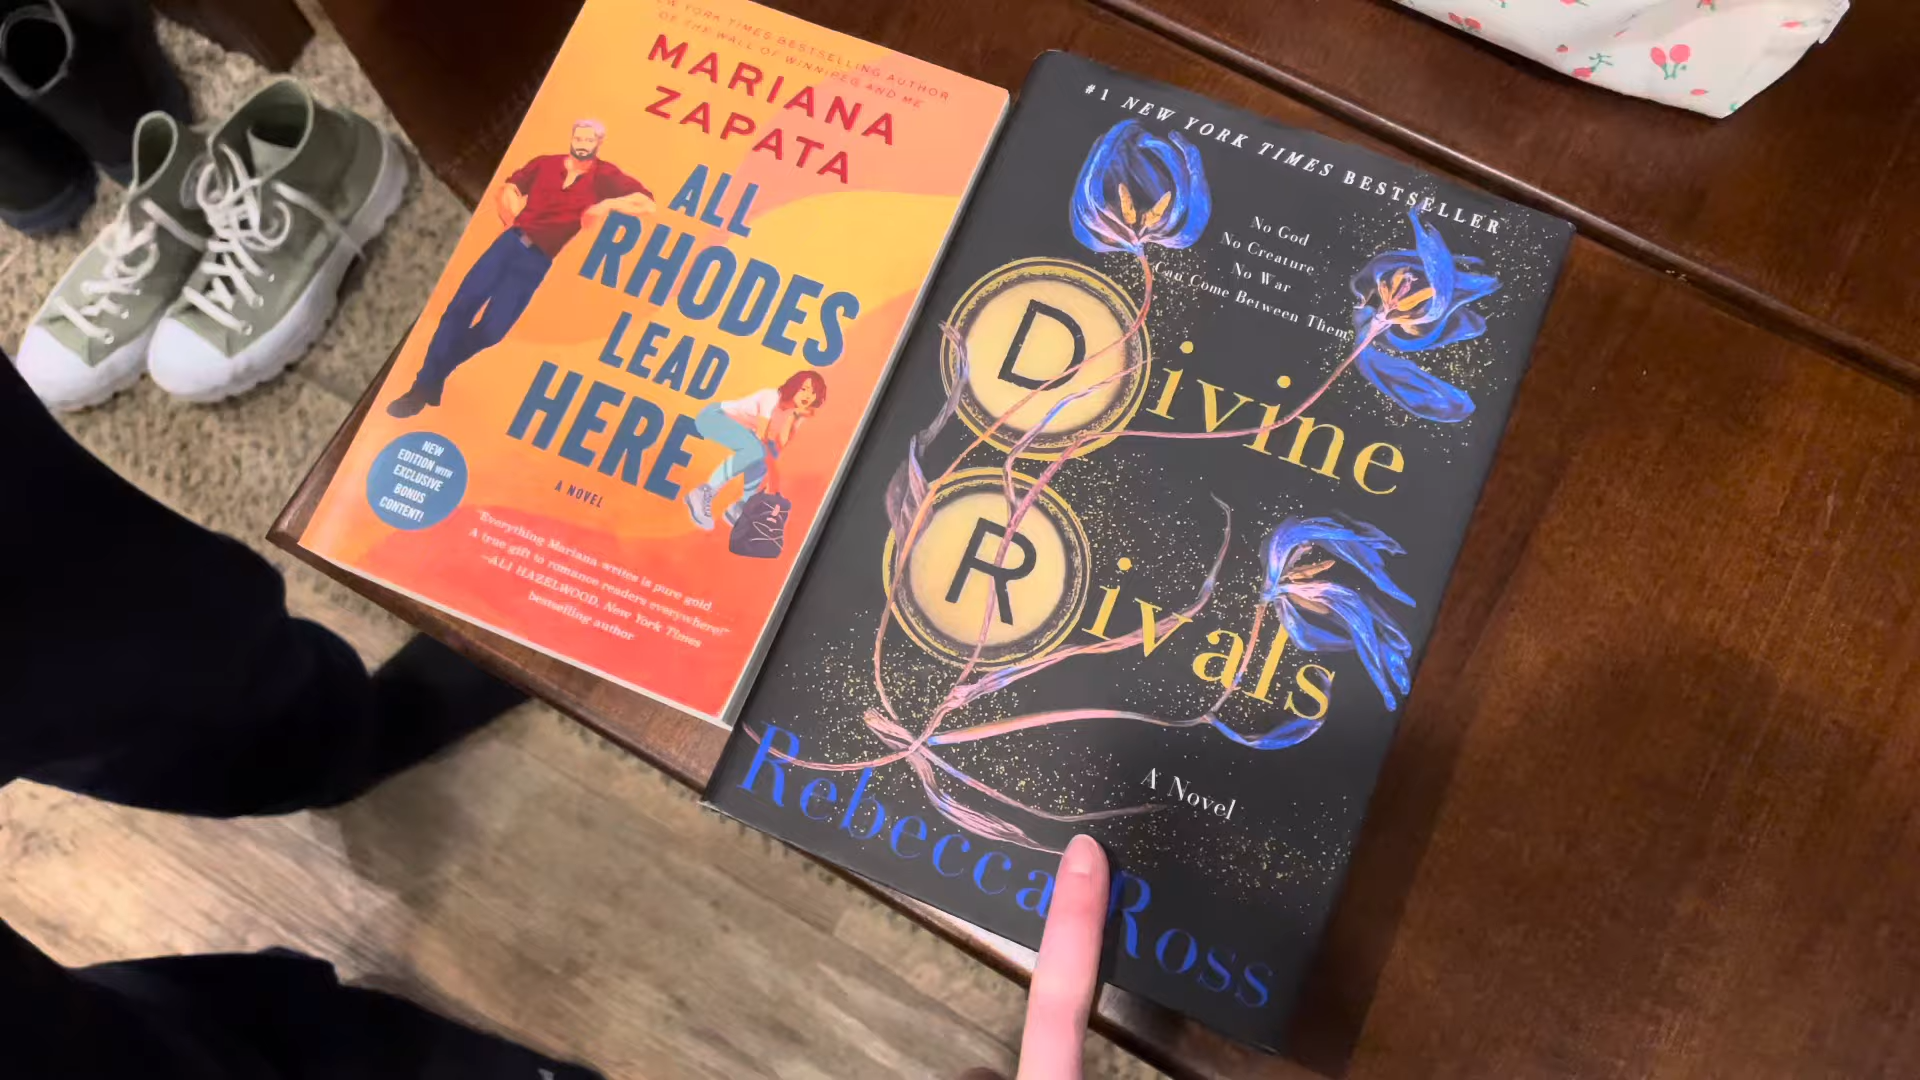 NEW YORK TIMES BESTSELLING AUTHOR
OF THE WALL OF WINNIPEG AND ME
MARIANA
ZAPATA
ALL
RHODES
LEAD
HERE
A NOVEL
NEW
EDITION WITH
EXCLUSIVE
BONUS
CONTENT!
"Everything Mariana writes is pure gold.
A true gift to romance readers everywhere!"
—ALI HAZELWOOD, New York Times
bestselling author
#1 NEW YORK TIMES BESTSELLER
No God
No Creature
No War
Can Come Between Them
Divine
Rivals
A Novel
Rebecca Ross